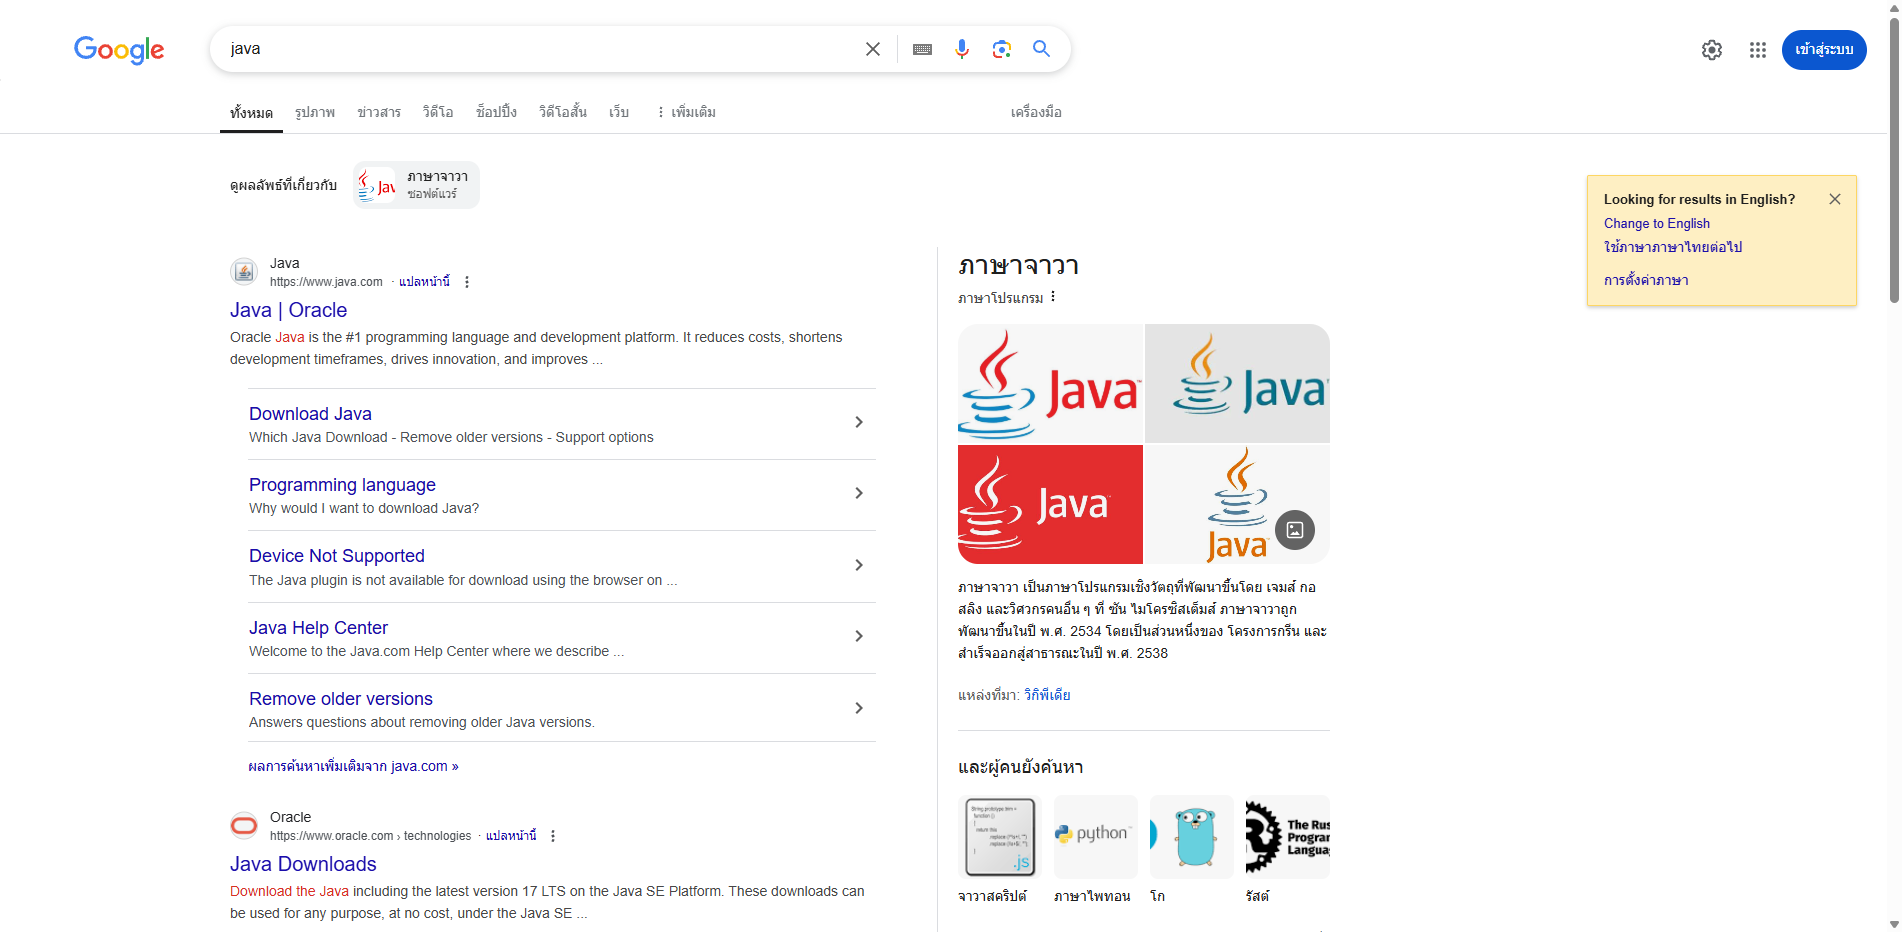 Google
java
เข้าสู่ระบบ
ทั้งหมด รูปภาพ ข่าวสาร วิดีโอ ช็อปปิ้ง วิดีโอสั้น เว็บ เพิ่มเติม เครื่องมือ
ดูผลลัพธ์ที่เกี่ยวกับ
ภาษาจาวา
ซอฟต์แวร์
Looking for results in English?
Change to English
ใช้ภาษาภาษาไทยต่อไป
การตั้งค่าภาษา
Java
https://www.java.com · แปลหน้านี้
Java | Oracle
Oracle Java is the #1 programming language and development platform. It reduces costs, shortens
development timeframes, drives innovation, and improves ...
Download Java
Which Java Download - Remove older versions - Support options
Programming language
Why would I want to download Java?
Device Not Supported
The Java plugin is not available for download using the browser on ...
Java Help Center
Welcome to the Java.com Help Center where we describe ...
Remove older versions
Answers questions about removing older Java versions.
ผลการค้นหาเพิ่มเติมจาก java.com »
Oracle
https://www.oracle.com › technologies · แปลหน้านี้
Java Downloads
Download the Java including the latest version 17 LTS on the Java SE Platform. These downloads can
be used for any purpose, at no cost, under the Java SE ...
ภาษาจาวา
ภาษาโปรแกรม
Java
Java
Java
Java
ภาษาจาวา เป็นภาษาโปรแกรมเชิงวัตถุที่พัฒนาขึ้นโดย เจมส์ กอ
สลิง และวิศวกรคนอื่น ๆ ที่ ซัน ไมโครซิสเต็มส์ ภาษาจาวาถูก
พัฒนาขึ้นในปี พ.ศ. 2534 โดยเป็นส่วนหนึ่งของ โครงการกรีน และ
สำเร็จออกสู่สาธารณะในปี พ.ศ. 2538
แหล่งที่มา: วิกิพีเดีย
และผู้คนยังค้นหา
.js
python
The Rus
Progra
Langua
จาวาสคริปต์ ภาษาไพทอน โก รัสต์